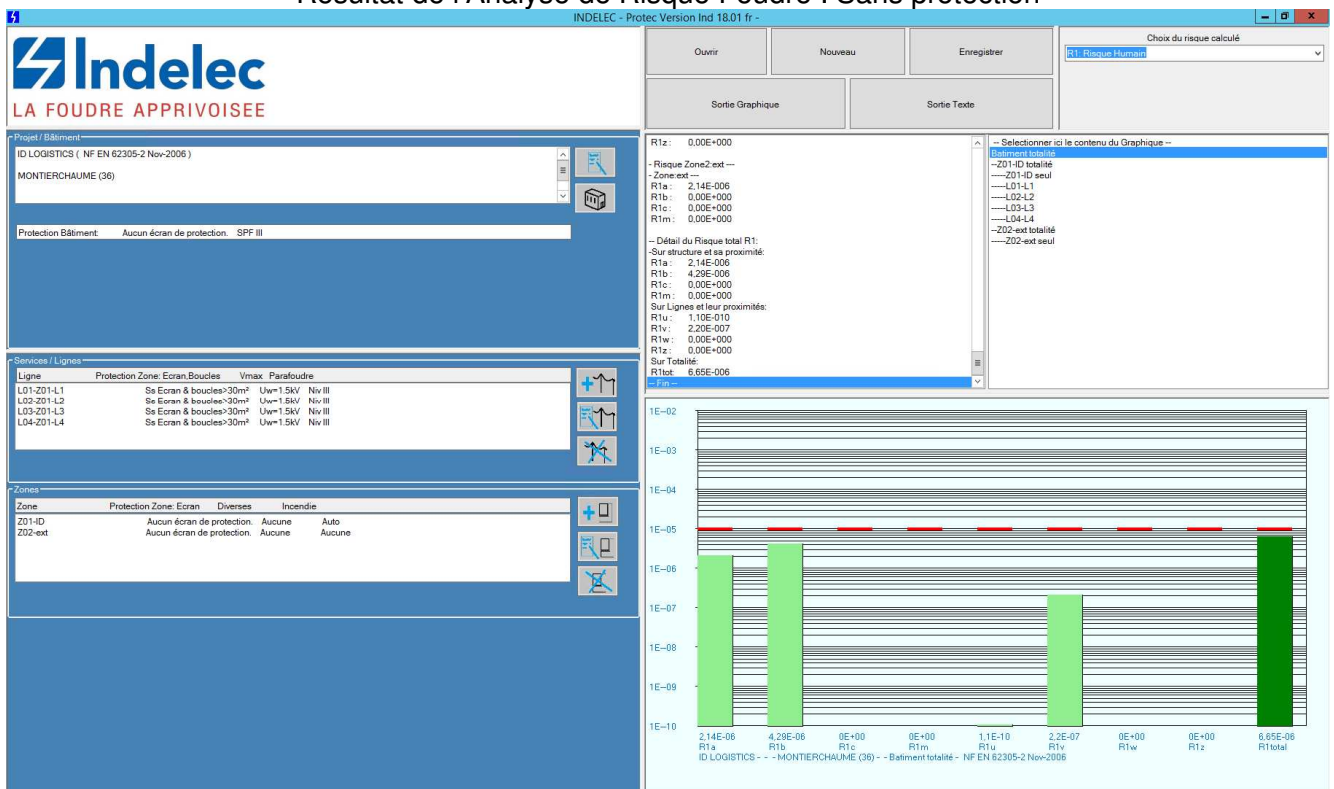 Résultat de l'Analyse de Risque Foudre : Sans protection
INDELEC - Protec Version Ind 18.01 fr -
Indelec
LA FOUDRE APPRIVOISEE
Ouvrir
Nouveau
Enregistrer
Sortie Graphique
Sortie Texte
Choix du risque calculé
R1: Risque Humain
Projet / Bâtiment
ID LOGISTICS ( NF EN 62305-2 Nov-2006 )
MONTIERCHAUME (36)
Protection Bâtiment: Aucun écran de protection. SPF III
Services / Lignes
Ligne Protection Zone: Ecran,Boucles Vmax Parafoudre
L01-Z01-L1 Ss Ecran & boucles>30m² Uw=1.5kV Niv III
L02-Z01-L2 Ss Ecran & boucles>30m² Uw=1.5kV Niv III
L03-Z01-L3 Ss Ecran & boucles>30m² Uw=1.5kV Niv III
L04-Z01-L4 Ss Ecran & boucles>30m² Uw=1.5kV Niv III
Zones
Zone Protection Zone: Ecran Diverses Incendie
Z01-ID Aucun écran de protection. Aucune Auto
Z02-ext Aucun écran de protection. Aucune Aucune
R1z : 0,00E+000
- Risque Zone2:ext ---
- Zone:ext ---
R1a : 2,14E-006
R1b : 0,00E+000
R1c : 0,00E+000
R1m : 0,00E+000
-- Détail du Risque total R1:
-Sur structure et sa proximité:
R1a : 2,14E-006
R1b : 4,29E-006
R1c : 0,00E+000
R1m : 0,00E+000
Sur Lignes et leur proximités:
R1u : 1,10E-010
R1v : 2,20E-007
R1w : 0,00E+000
R1z : 0,00E+000
Sur Totalité:
R1tot: 6,65E-006
-- Fin --
-- Selectionner ici le contenu du Graphique --
Batiment totalité
--Z01-ID totalité
-----Z01-ID seul
-----L01-L1
-----L02-L2
-----L03-L3
-----L04-L4
--Z02-ext totalité
-----Z02-ext seul
1E-02
1E-03
1E-04
1E-05
1E-06
1E-07
1E-08
1E-09
1E-10
2,14E-06 4,29E-06 0E+00 0E+00 1,1E-10 2,2E-07 0E+00 0E+00 6,65E-06
R1a R1b R1c R1m R1u R1v R1w R1z R1total
ID LOGISTICS - - - MONTIERCHAUME (36) - - Batiment totalité - NF EN 62305-2 Nov-2006